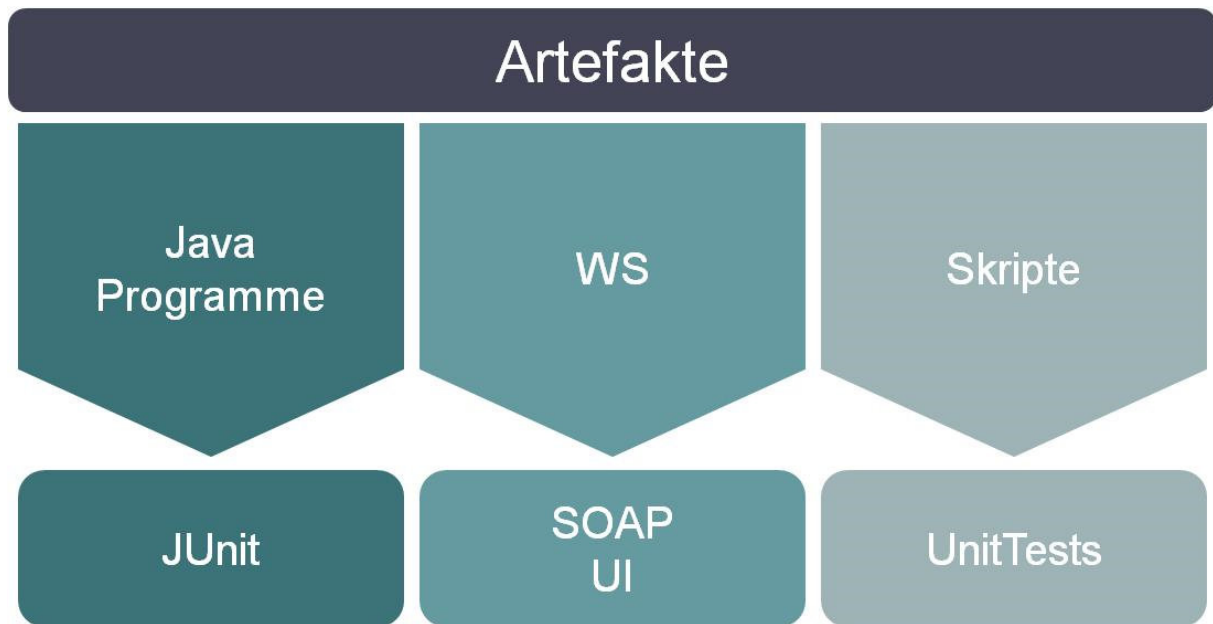 Artefakte
Java
Programme
WS
Skripte
JUnit
SOAP
UI
UnitTests